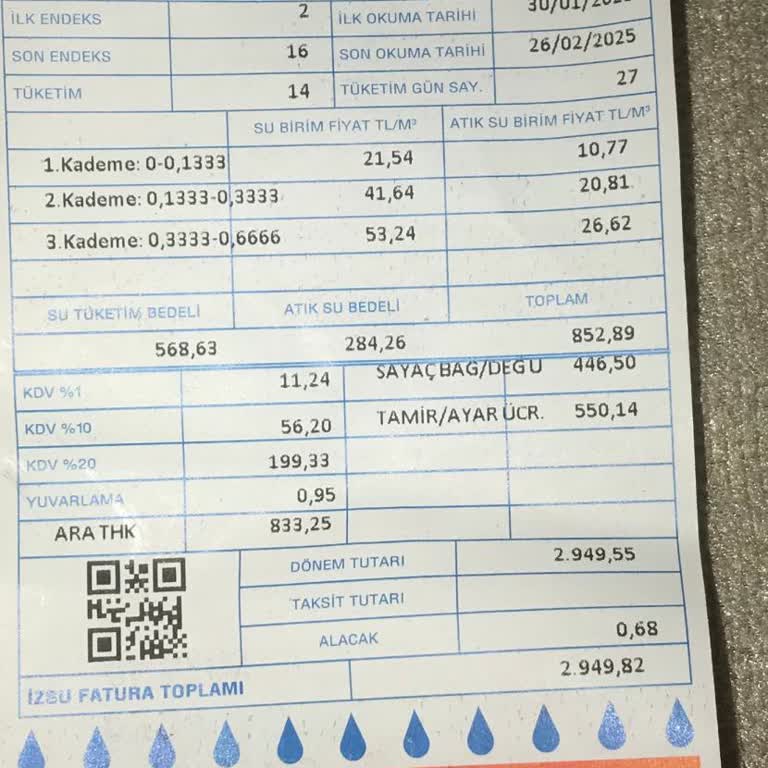 İLK ENDEKS 2 İLK OKUMA TARİHİ 30/01/
SON ENDEKS 16 SON OKUMA TARİHİ 26/02/2025
TÜKETİM 14 TÜKETİM GÜN SAY. 27
SU BİRİM FİYAT TL/M³ ATIK SU BİRİM FİYAT TL/M³
1.Kademe: 0-0,1333 21,54 10,77
2.Kademe: 0,1333-0,3333 41,64 20,81
3.Kademe: 0,3333-0,6666 53,24 26,62
SU TÜKETİM BEDELİ ATIK SU BEDELİ TOPLAM
568,63 284,26 852,89
KDV %1 11,24 SAYAÇ BAĞ/DEĞ Ü 446,50
KDV %10 56,20 TAMİR/AYAR ÜCR. 550,14
KDV %20 199,33
YUVARLAMA 0,95
ARA THK 833,25
DÖNEM TUTARI 2.949,55
TAKSİT TUTARI
ALACAK 0,68
İZSU FATURA TOPLAMI 2.949,82